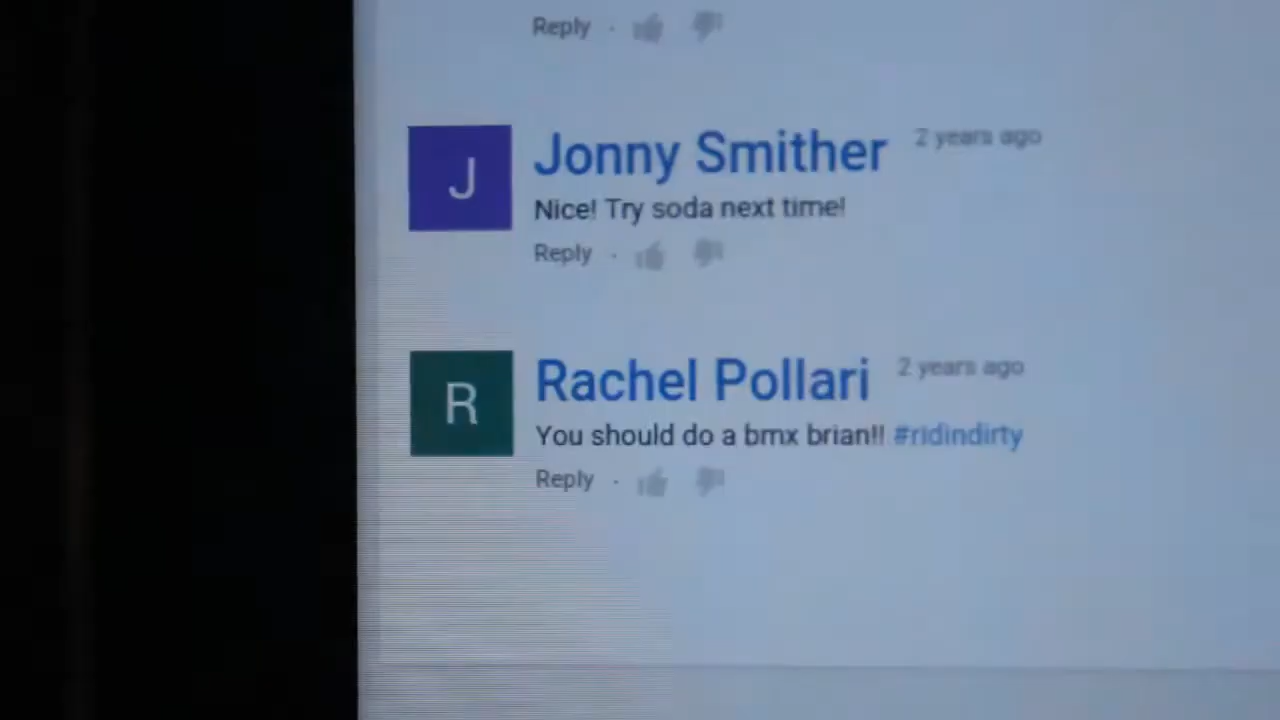 Reply ·
J
Jonny Smither 2 years ago
Nice! Try soda next time!
Reply ·
R
Rachel Pollari 2 years ago
You should do a bmx brian!! #ridindirty
Reply ·